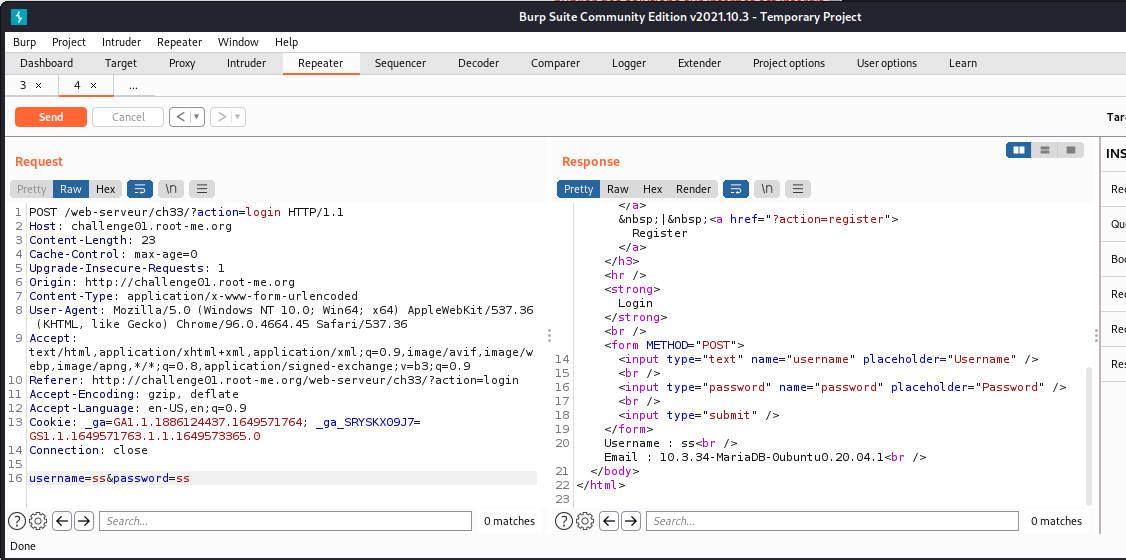 Burp Suite Community Edition v2021.10.3 - Temporary Project
Burp Project Intruder Repeater Window Help
Dashboard Target Proxy Intruder Repeater Sequencer Decoder Comparer Logger Extender Project options User options Learn
3 × 4 × ...
Send Cancel < >
Tar
Request
Pretty Raw Hex \n
1 POST /web-serveur/ch33/?action=login HTTP/1.1
2 Host: challenge01.root-me.org
3 Content-Length: 23
4 Cache-Control: max-age=0
5 Upgrade-Insecure-Requests: 1
6 Origin: http://challenge01.root-me.org
7 Content-Type: application/x-www-form-urlencoded
8 User-Agent: Mozilla/5.0 (Windows NT 10.0; Win64; x64) AppleWebKit/537.36
(KHTML, like Gecko) Chrome/96.0.4664.45 Safari/537.36
9 Accept:
text/html,application/xhtml+xml,application/xml;q=0.9,image/avif,image/w
ebp,image/apng,*/*;q=0.8,application/signed-exchange;v=b3;q=0.9
10 Referer: http://challenge01.root-me.org/web-serveur/ch33/?action=login
11 Accept-Encoding: gzip, deflate
12 Accept-Language: en-US,en;q=0.9
13 Cookie: _ga=GA1.1.1886124437.1649571764; _ga_SRYSKX09J7=
GS1.1.1649571763.1.1.1649573365.0
14 Connection: close
15
16 username=ss&password=ss
Search... 0 matches
Response
Pretty Raw Hex Render \n
</a>
&nbsp;|&nbsp;<a href="?action=register">
Register
</a>
</h3>
<hr />
<strong>
Login
</strong>
<br />
<form METHOD="POST">
14 <input type="text" name="username" placeholder="Username" />
15 <br />
16 <input type="password" name="password" placeholder="Password" />
17 <br />
18 <input type="submit" />
19 </form>
20 Username : ss<br />
Email : 10.3.34-MariaDB-0ubuntu0.20.04.1<br />
21 </body>
22 </html>
23
Search... 0 matches
INS
Rec
Que
Boo
Rec
Rec
Res
Done